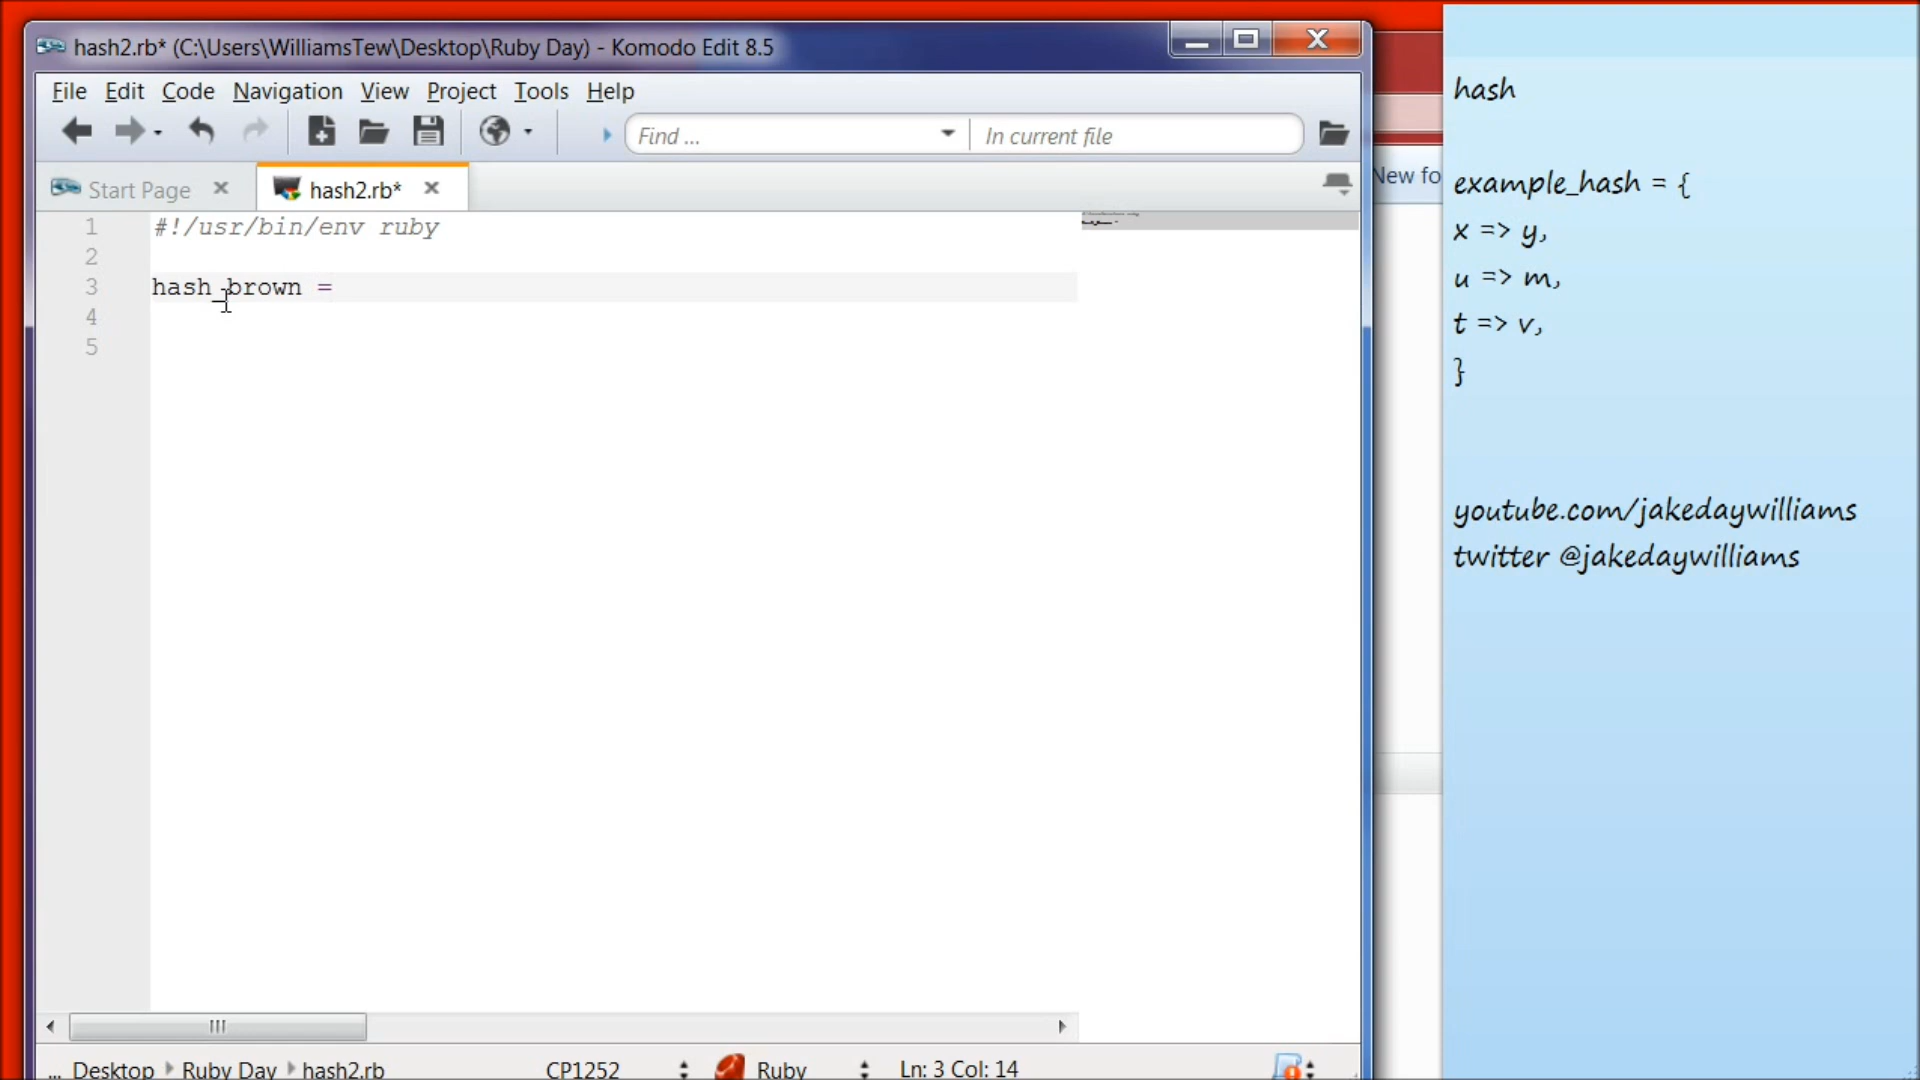 hash2.rb* (C:\Users\WilliamsTew\Desktop\Ruby Day) - Komodo Edit 8.5
File Edit Code Navigation View Project Tools Help
Find ... In current file
Start Page hash2.rb*
New fo
1 #!/usr/bin/env ruby
2
3 hash_brown =
4
5
... Desktop Ruby Day hash2.rb CP1252 Ruby Ln: 3 Col: 14
hash
example_hash = {
x => y,
u => m,
t => v,
}
youtube.com/jakedaywilliams
twitter @jakedaywilliams